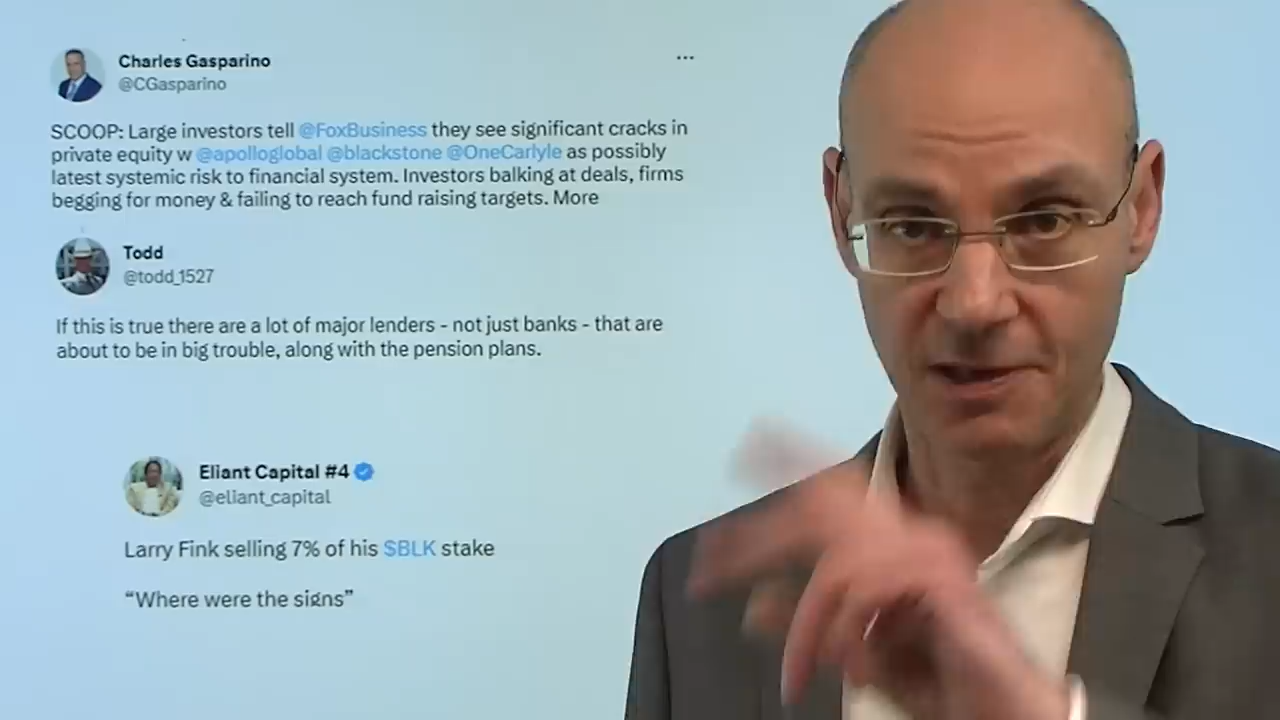 Charles Gasparino
@CGasparino
...
SCOOP: Large investors tell @FoxBusiness they see significant cracks in
private equity w @apolloglobal @blackstone @OneCarlyle as possibly
latest systemic risk to financial system. Investors balking at deals, firms
begging for money & failing to reach fund raising targets. More
Todd
@todd_1527
If this is true there are a lot of major lenders - not just banks - that are
about to be in big trouble, along with the pension plans.
Eliant Capital #4
@eliant_capital
Larry Fink selling 7% of his $BLK stake
“Where were the signs”